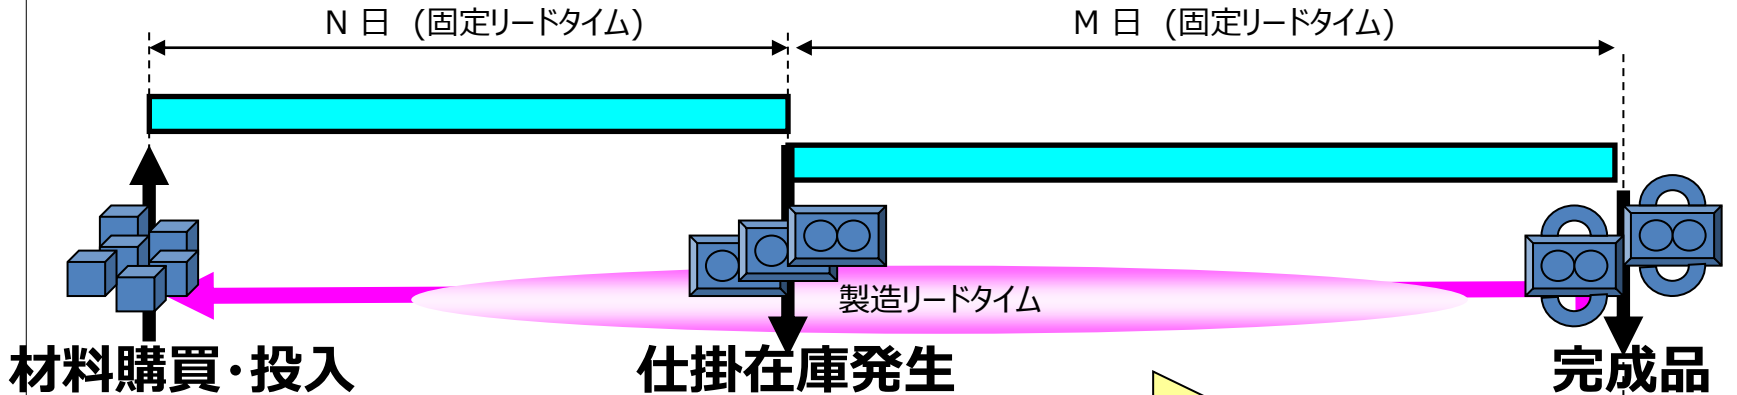 N 日 (固定リードタイム)
M 日 (固定リードタイム)
製造リードタイム
材料購買・投入
仕掛在庫発生
完成品